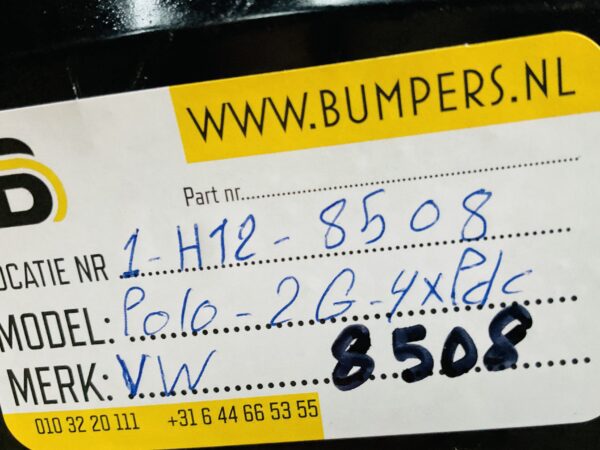 WWW.BUMPERS.NL
Part nr.
OCATIE NR 1-H12-8508
MODEL: Polo-2G-4xPdc
MERK: VW 8508
010 32 20 111 +31 6 44 66 53 55